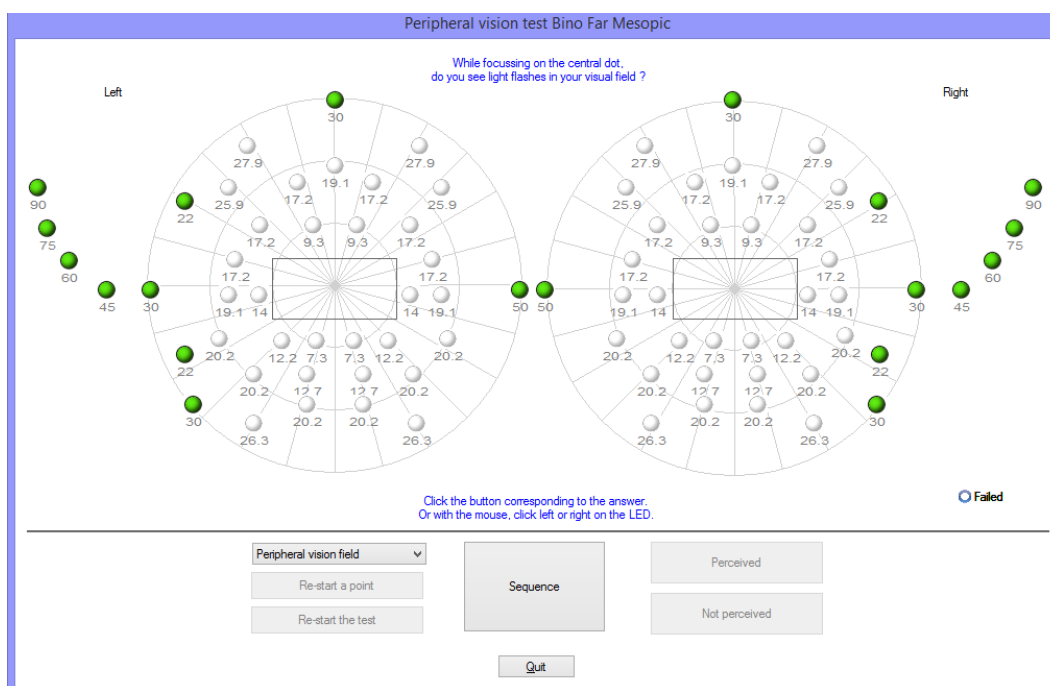 Peripheral vision test Bino Far Mesopic
While focussing on the central dot,
do you see light flashes in your visual field ?
Left Right
30 30
27.9 27.9 27.9 27.9
19.1 19.1
17.2 17.2 17.2 17.2
25.9 25.9 25.9 25.9
90 90
22 22
75 9.3 9.3 9.3 9.3 75
17.2 17.2 17.2 17.2
60 17.2 17.2 17.2 17.2 60
45 30 50 50 30 45
19.1 14 14 19.1 19.1 14 14 19.1
20.2 12.2 7.3 7.3 12.2 20.2 20.2 12.2 7.3 7.3 12.2 20.2
22 22
20.2 12.7 12.7 20.2 20.2 12.7 12.7 20.2
30 20.2 20.2 20.2 20.2 30
26.3 26.3 26.3 26.3
Click the button corresponding to the answer.
Or with the mouse, click left or right on the LED.
Failed
Peripheral vision field
Re-start a point
Re-start the test
Sequence
Perceived
Not perceived
Quit